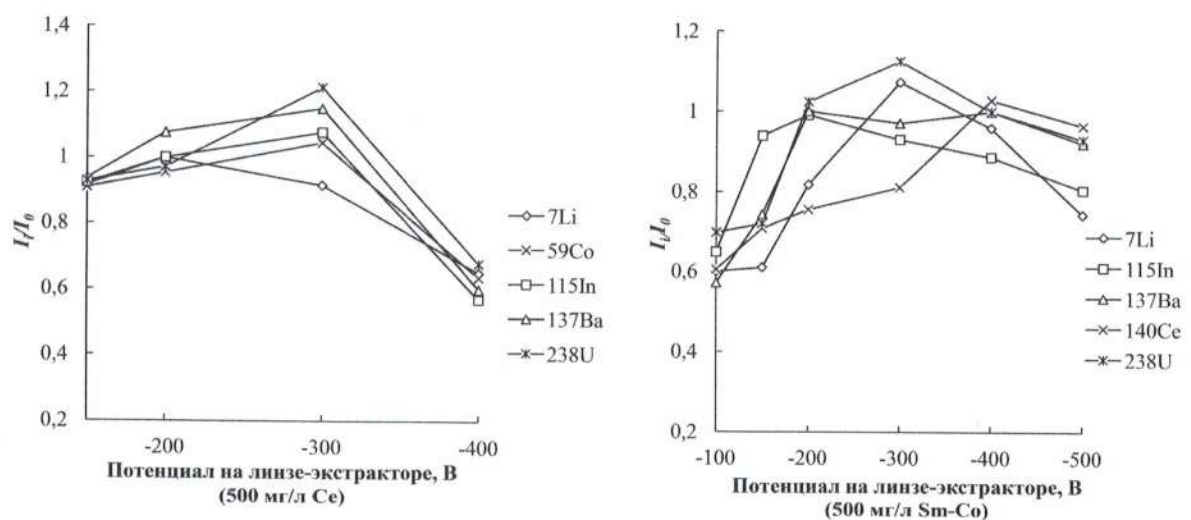 1,4
1,2
1
0,8
0,6
0,4
0,2
Ii/I0
-200
-300
-400
Потенциал на линзе-экстракторе, В
(500 мг/л Ce)
7Li
59Co
115In
137Ba
238U
1,2
1
0,8
0,6
0,4
0,2
Ii/I0
-100
-200
-300
-400
-500
Потенциал на линзе-экстракторе, В
(500 мг/л Sm-Co)
7Li
115In
137Ba
140Ce
238U